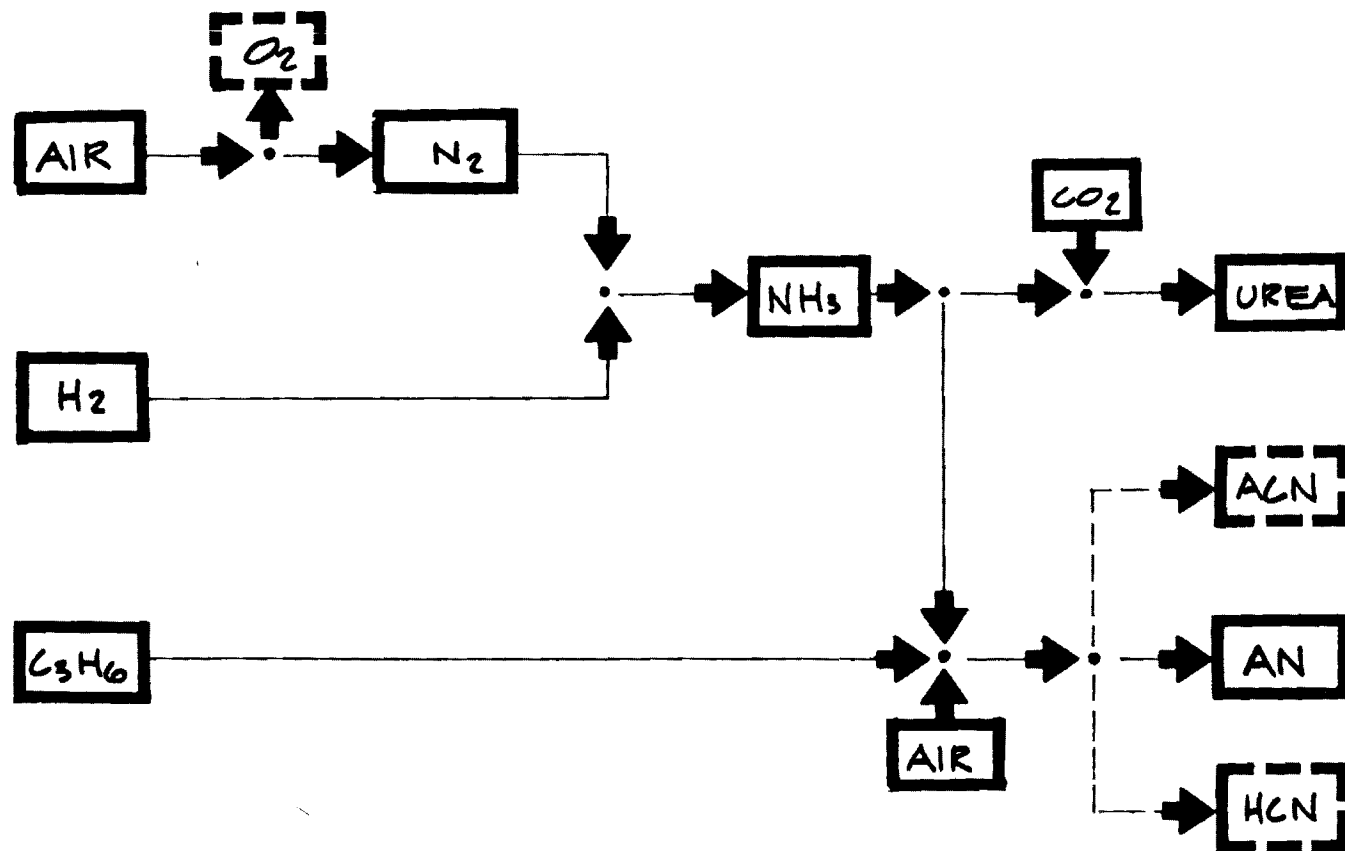 O₂
AIR
N₂
CO₂
NH₃
UREA
H₂
ACN
C₃H₆
AN
AIR
HCN